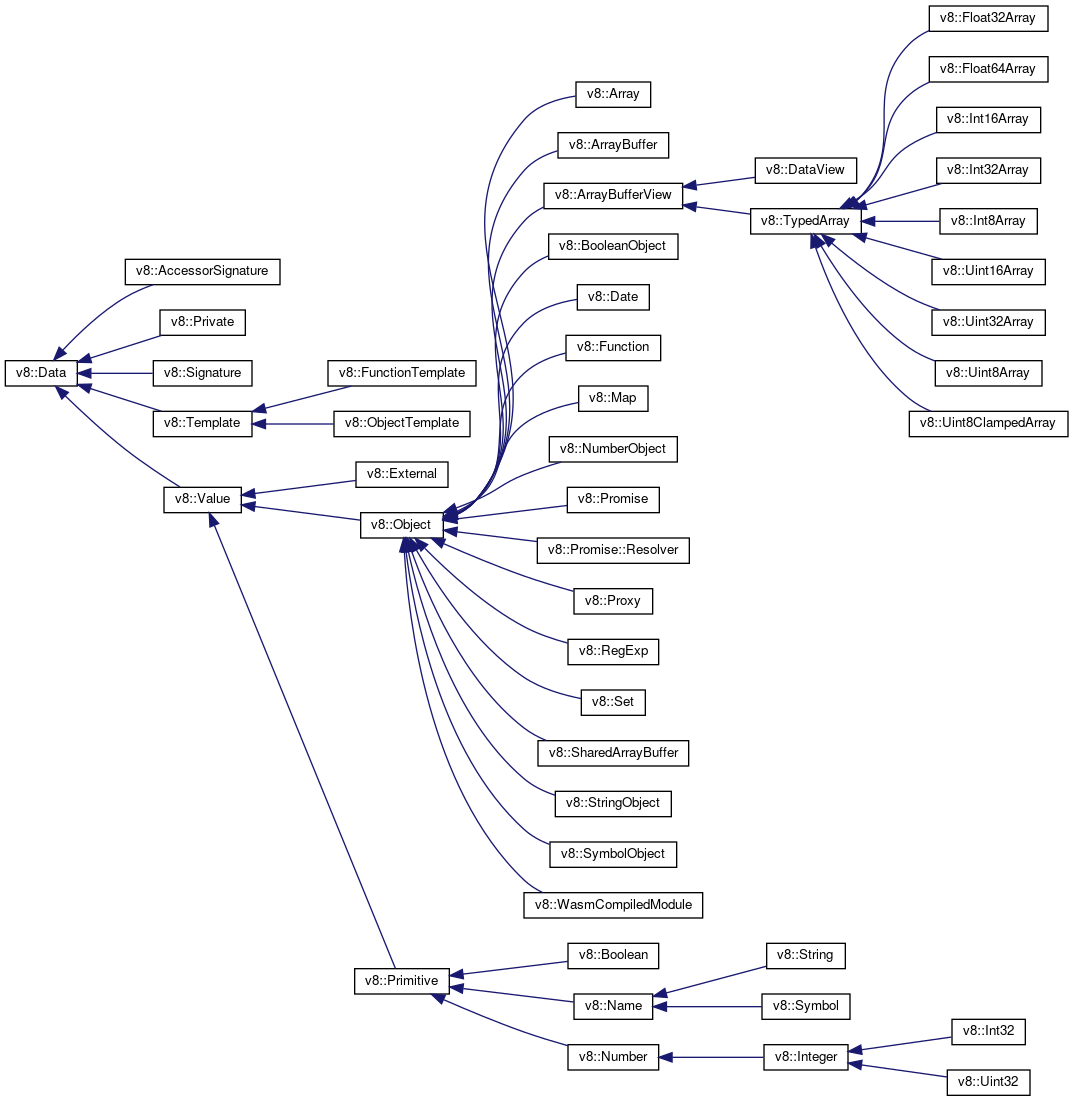 v8::Float32Array
v8::Float64Array
v8::Array
v8::Int16Array
v8::ArrayBuffer
v8::DataView
v8::Int32Array
v8::ArrayBufferView
v8::TypedArray
v8::Int8Array
v8::BooleanObject
v8::AccessorSignature
v8::Uint16Array
v8::Date
v8::Private
v8::Uint32Array
v8::Function
v8::Data
v8::Signature
v8::FunctionTemplate
v8::Uint8Array
v8::Map
v8::Template
v8::ObjectTemplate
v8::Uint8ClampedArray
v8::NumberObject
v8::External
v8::Value
v8::Promise
v8::Object
v8::Promise::Resolver
v8::Proxy
v8::RegExp
v8::Set
v8::SharedArrayBuffer
v8::StringObject
v8::SymbolObject
v8::WasmCompiledModule
v8::Boolean
v8::String
v8::Primitive
v8::Name
v8::Symbol
v8::Int32
v8::Number
v8::Integer
v8::Uint32